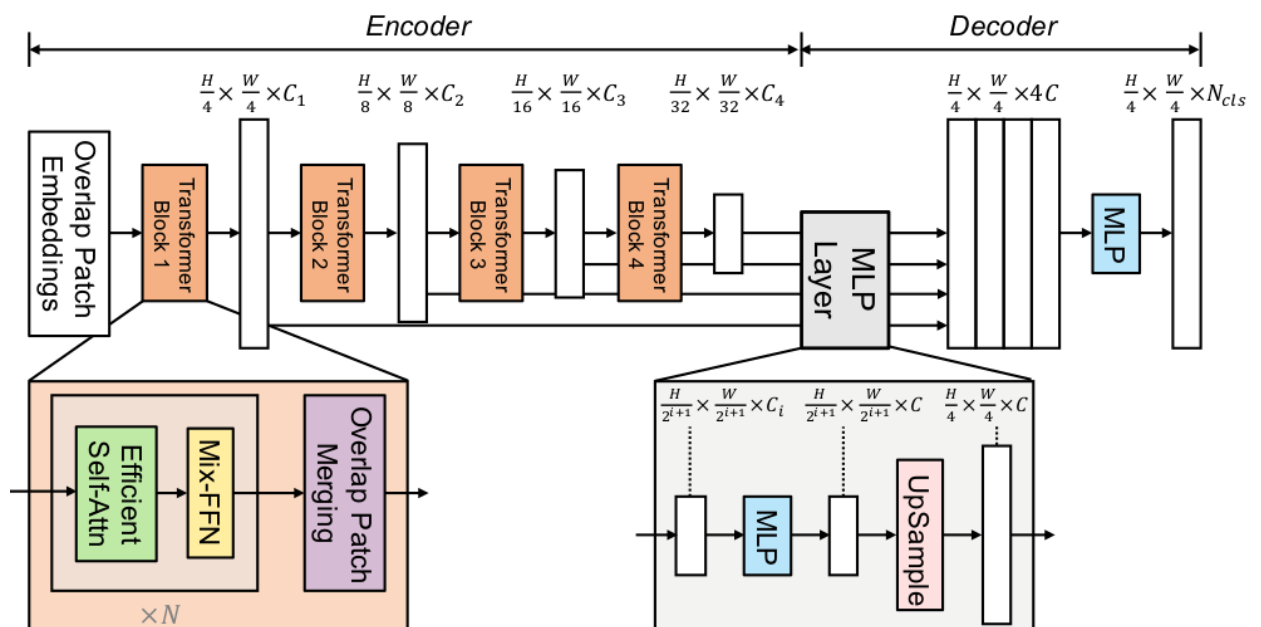 Encoder
Decoder
H/4 × W/4 × C₁
H/8 × W/8 × C₂
H/16 × W/16 × C₃
H/32 × W/32 × C₄
H/4 × W/4 × 4C
H/4 × W/4 × N_cls
Overlap Patch
Embeddings
Transformer
Block 1
Transformer
Block 2
Transformer
Block 3
Transformer
Block 4
MLP
Layer
MLP
Efficient
Self-Attn
Mix-FFN
Overlap Patch
Merging
×N
H/2^{i+1} × W/2^{i+1} × C_i
H/2^{i+1} × W/2^{i+1} × C
H/4 × W/4 × C
MLP
UpSample